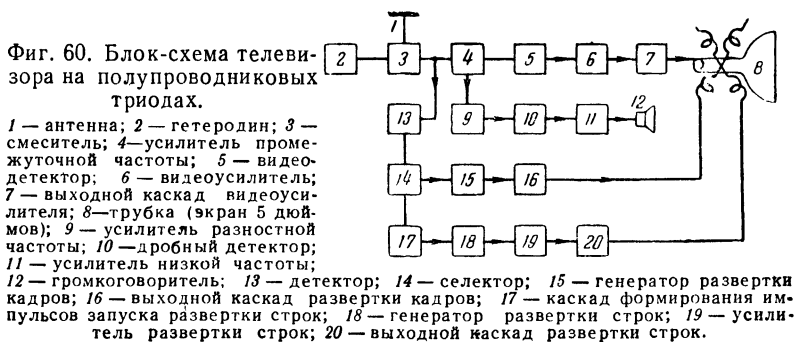 Фиг. 60. Блок-схема телеви-
зора на полупроводниковых
триодах.
1 — антенна; 2 — гетеродин; 3 —
смеситель; 4—усилитель проме-
жуточной частоты; 5 — видео-
детектор; 6 — видеоусилитель;
7 — выходной каскад видеоуси-
лителя; 8—трубка (экран 5 дюй-
мов); 9 — усилитель разностной
частоты; 10 —дробный детектор;
11 — усилитель низкой частоты;
12 — громкоговоритель; 13 — детектор; 14 — селектор; 15 — генератор развертки
кадров; 16 — выходной каскад развертки кадров; 17 — каскад формирования им-
пульсов запуска развертки строк; 18 — генератор развертки строк; 19 — усили-
тель развертки строк; 20 — выходной каскад развертки строк.
1
2 3 4 5 6 7 8
13 9 10 11 12
14 15 16
17 18 19 20